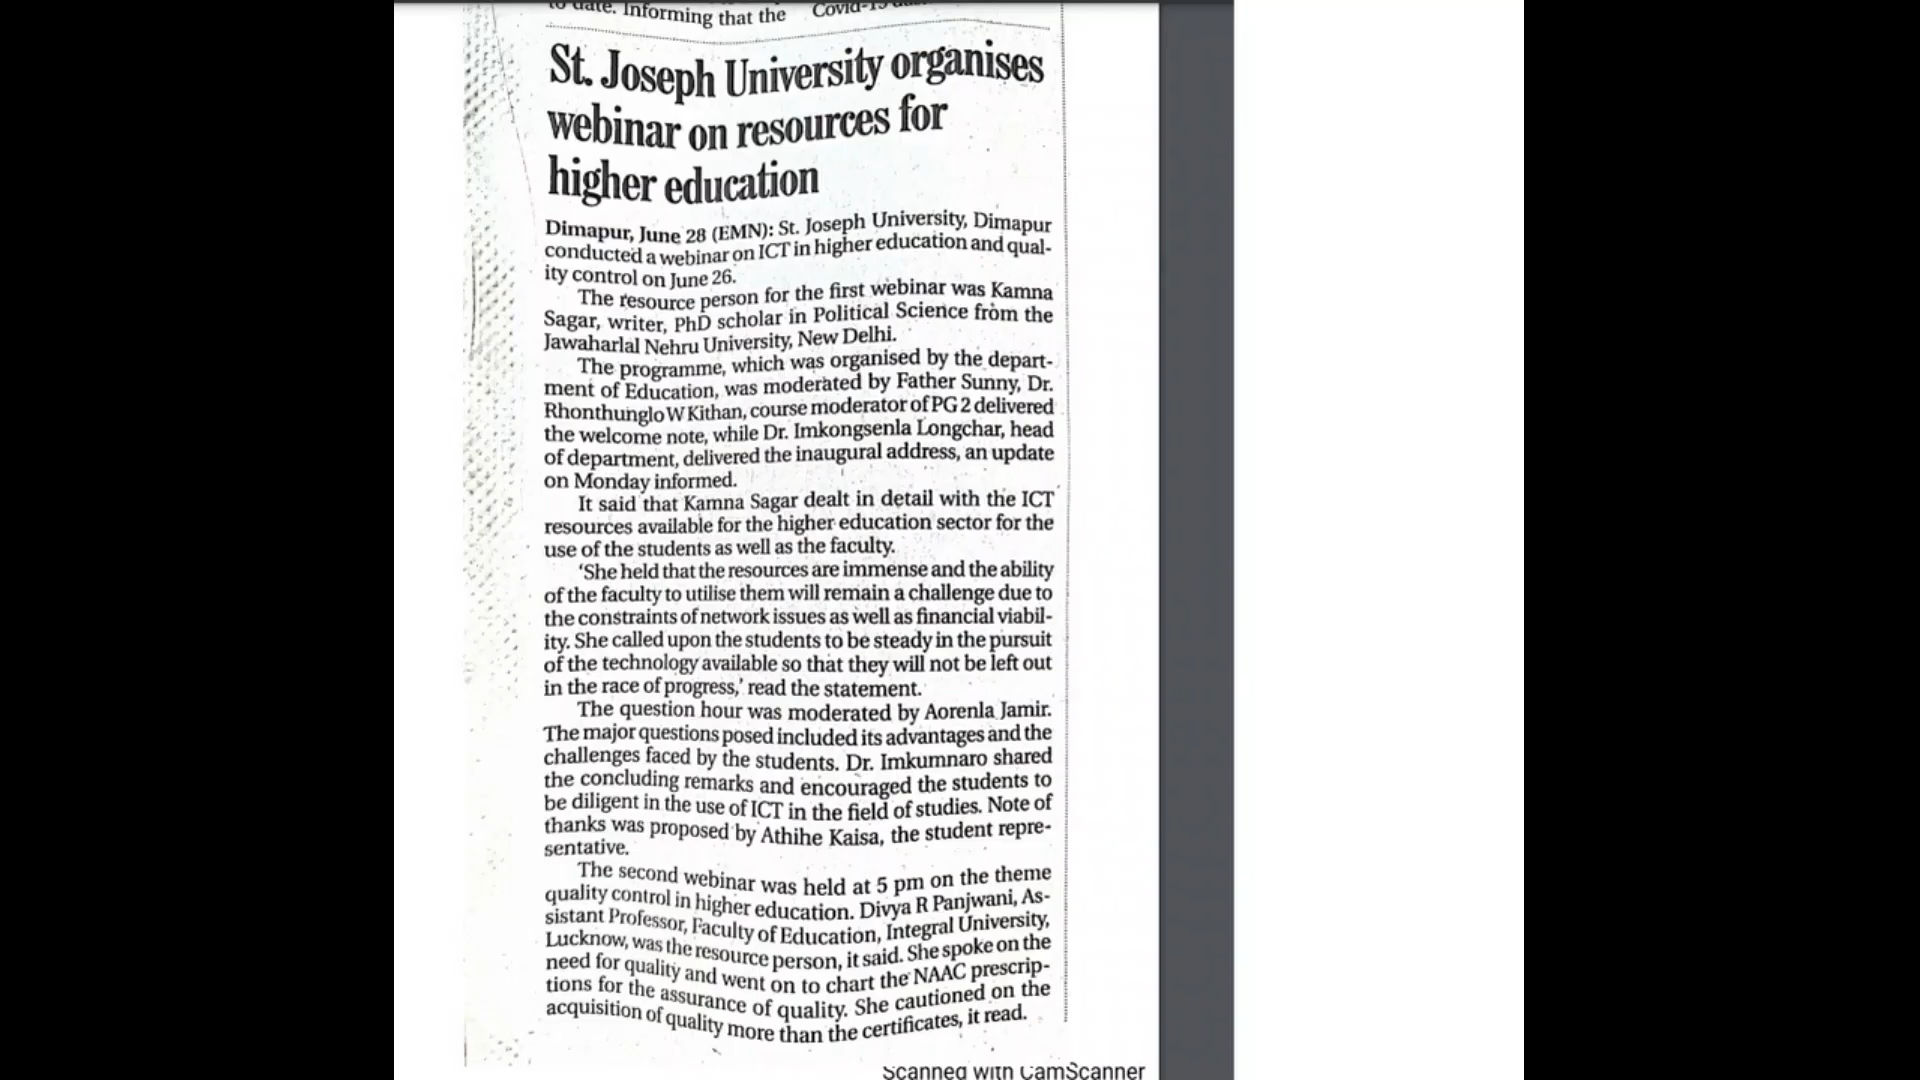 to date. Informing that the Covid-19
St. Joseph University organises
webinar on resources for
higher education
Dimapur, June 28 (EMN): St. Joseph University, Dimapur
conducted a webinar on ICT in higher education and qual-
ity control on June 26.
The resource person for the first webinar was Kamna
Sagar, writer, PhD scholar in Political Science from the
Jawaharlal Nehru University, New Delhi.
The programme, which was organised by the depart-
ment of Education, was moderated by Father Sunny, Dr.
Rhonthunglo W Kithan, course moderator of PG 2 delivered
the welcome note, while Dr. Imkongsenla Longchar, head
of department, delivered the inaugural address, an update
on Monday informed.
It said that Kamna Sagar dealt in detail with the ICT
resources available for the higher education sector for the
use of the students as well as the faculty.
‘She held that the resources are immense and the ability
of the faculty to utilise them will remain a challenge due to
the constraints of network issues as well as financial viabil-
ity. She called upon the students to be steady in the pursuit
of the technology available so that they will not be left out
in the race of progress,’ read the statement.
The question hour was moderated by Aorenla Jamir.
The major questions posed included its advantages and the
challenges faced by the students. Dr. Imkumnaro shared
the concluding remarks and encouraged the students to
be diligent in the use of ICT in the field of studies. Note of
thanks was proposed by Athihe Kaisa, the student repre-
sentative.
The second webinar was held at 5 pm on the theme
quality control in higher education. Divya R Panjwani, As-
sistant Professor, Faculty of Education, Integral University,
Lucknow, was the resource person, it said. She spoke on the
need for quality and went on to chart the NAAC prescrip-
tions for the assurance of quality. She cautioned on the
acquisition of quality more than the certificates, it read.
Scanned with CamScanner